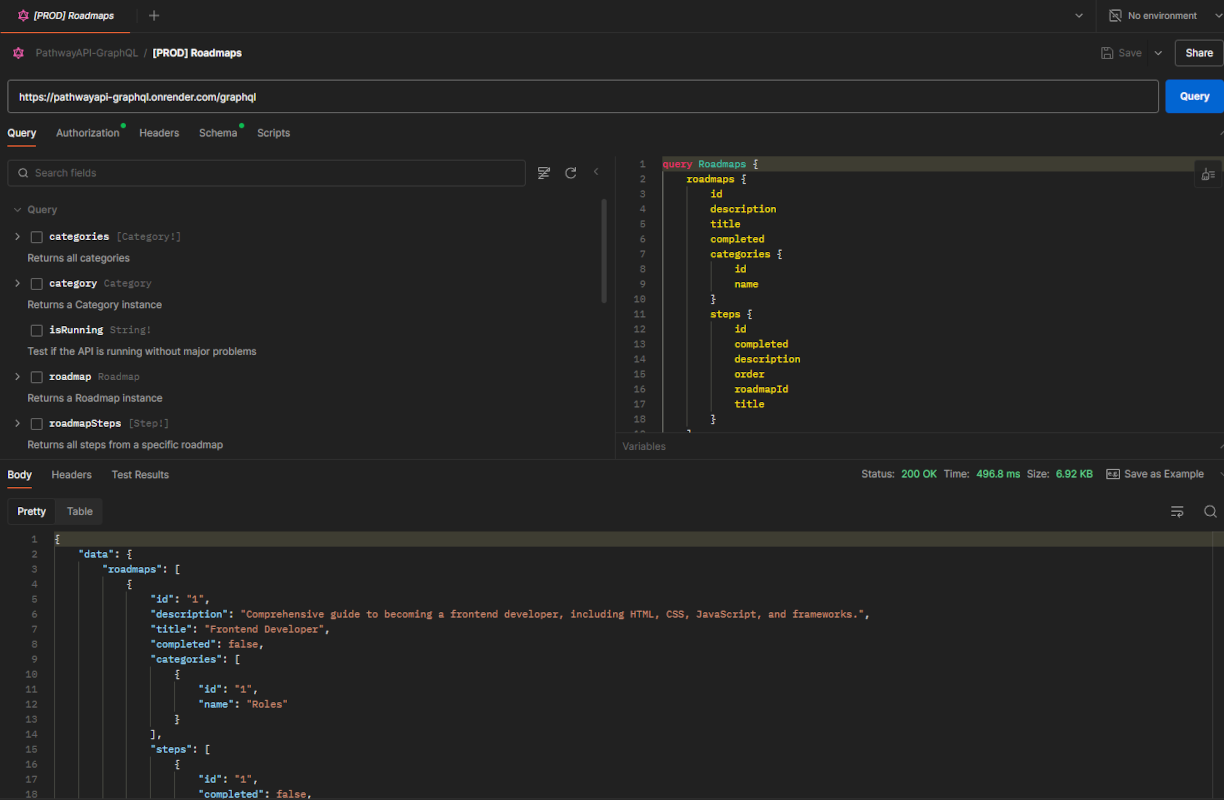 [PROD] Roadmaps
No environment
PathwayAPI-GraphQL / [PROD] Roadmaps
Save
Share
https://pathwayapi-graphql.onrender.com/graphql
Query
Query Authorization Headers Schema Scripts
Search fields
Query
categories [Category!]
Returns all categories
category Category
Returns a Category instance
isRunning String!
Test if the API is running without major problems
roadmap Roadmap
Returns a Roadmap instance
roadmapSteps [Step!]
Returns all steps from a specific roadmap
1 query Roadmaps {
2 roadmaps {
3 id
4 description
5 title
6 completed
7 categories {
8 id
9 name
10 }
11 steps {
12 id
13 completed
14 description
15 order
16 roadmapId
17 title
18 }
Variables
Body Headers Test Results
Status: 200 OK Time: 496.8 ms Size: 6.92 KB Save as Example
Pretty Table
1 {
2 "data": {
3 "roadmaps": [
4 {
5 "id": "1",
6 "description": "Comprehensive guide to becoming a frontend developer, including HTML, CSS, JavaScript, and frameworks.",
7 "title": "Frontend Developer",
8 "completed": false,
9 "categories": [
10 {
11 "id": "1",
12 "name": "Roles"
13 }
14 ],
15 "steps": [
16 {
17 "id": "1",
18 "completed": false,